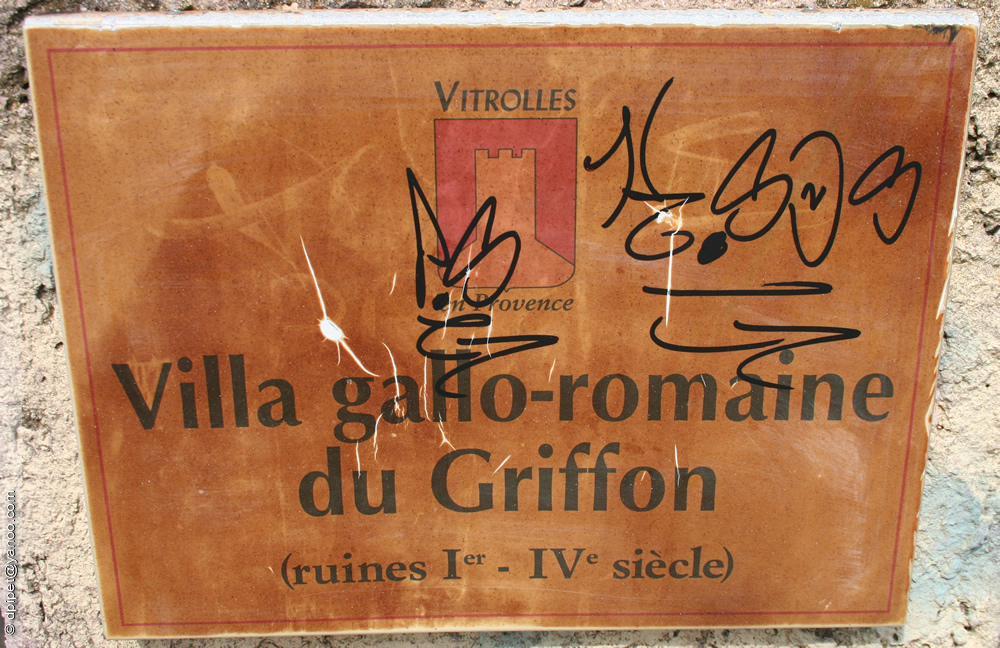 VITROLLES
en Provence
Villa gallo-romaine
du Griffon
(ruines Ier - IVe siècle)